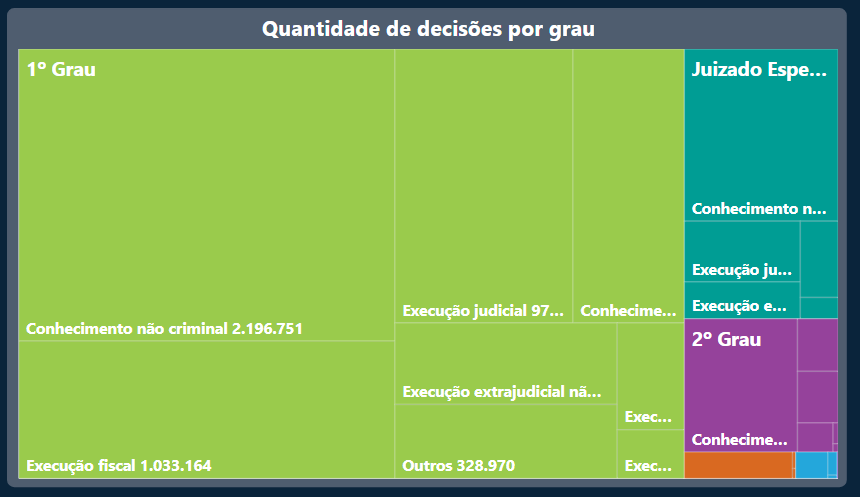 Quantidade de decisões por grau
1º Grau
Conhecimento não criminal 2.196.751
Execução fiscal 1.033.164
Execução judicial 97...
Conhecime...
Execução extrajudicial nã...
Outros 328.970
Exec...
Exec...
Juizado Espe...
Conhecimento n...
Execução ju...
Execução e...
2º Grau
Conhecime...